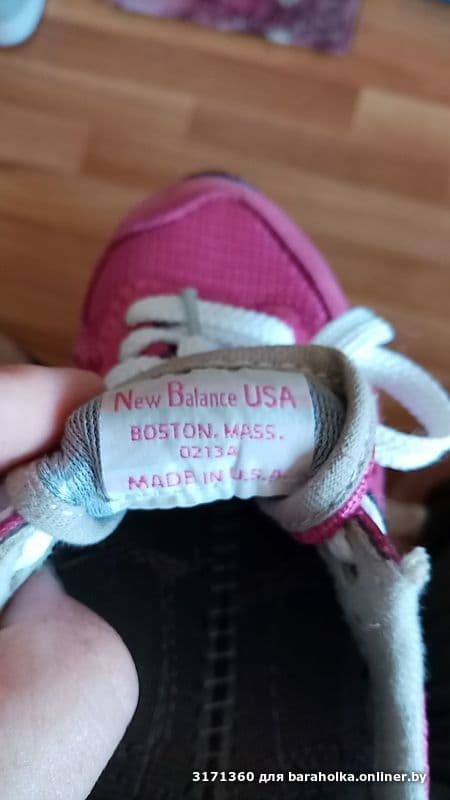 New Balance USA
BOSTON. MASS.
02134
MADE IN U.S.A.
3171360 для baraholka.onliner.by